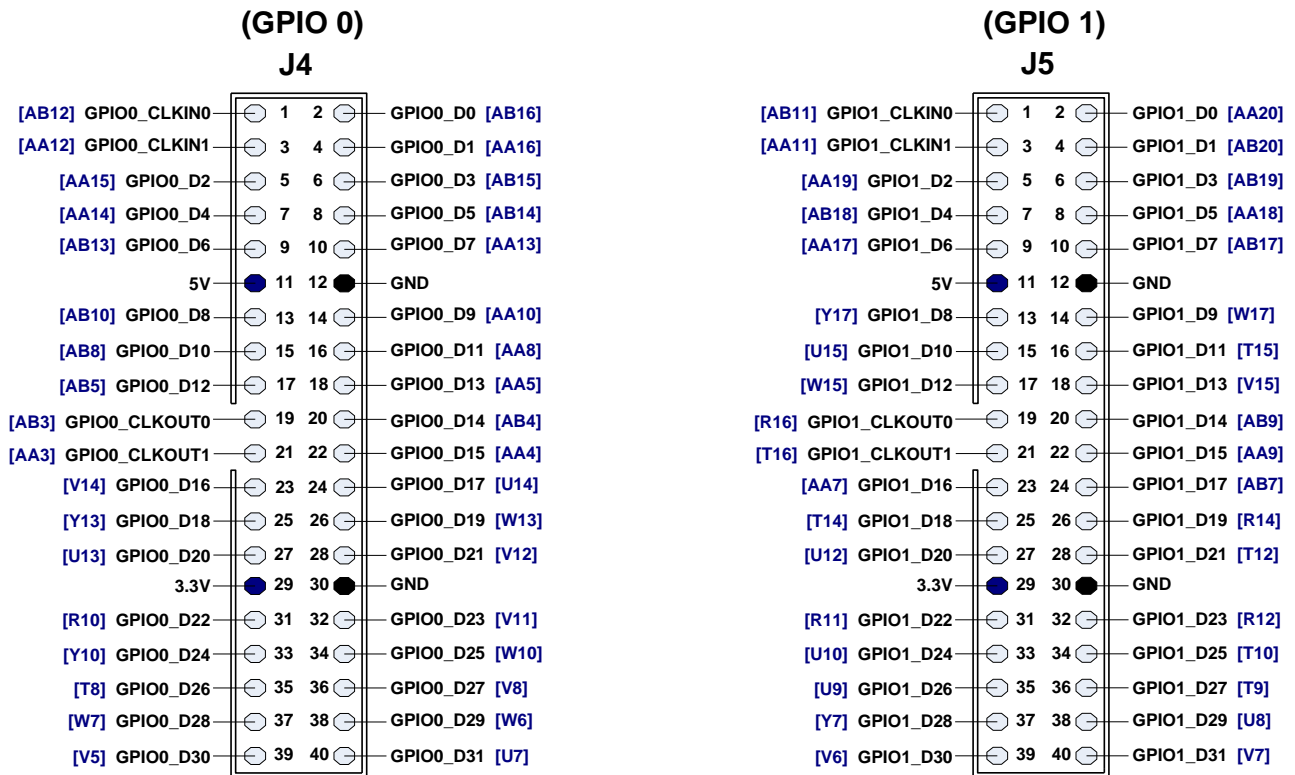 (GPIO 0)
J4
[AB12] GPIO0_CLKIN0 1 2 GPIO0_D0 [AB16]
[AA12] GPIO0_CLKIN1 3 4 GPIO0_D1 [AA16]
[AA15] GPIO0_D2 5 6 GPIO0_D3 [AB15]
[AA14] GPIO0_D4 7 8 GPIO0_D5 [AB14]
[AB13] GPIO0_D6 9 10 GPIO0_D7 [AA13]
5V 11 12 GND
[AB10] GPIO0_D8 13 14 GPIO0_D9 [AA10]
[AB8] GPIO0_D10 15 16 GPIO0_D11 [AA8]
[AB5] GPIO0_D12 17 18 GPIO0_D13 [AA5]
[AB3] GPIO0_CLKOUT0 19 20 GPIO0_D14 [AB4]
[AA3] GPIO0_CLKOUT1 21 22 GPIO0_D15 [AA4]
[V14] GPIO0_D16 23 24 GPIO0_D17 [U14]
[Y13] GPIO0_D18 25 26 GPIO0_D19 [W13]
[U13] GPIO0_D20 27 28 GPIO0_D21 [V12]
3.3V 29 30 GND
[R10] GPIO0_D22 31 32 GPIO0_D23 [V11]
[Y10] GPIO0_D24 33 34 GPIO0_D25 [W10]
[T8] GPIO0_D26 35 36 GPIO0_D27 [V8]
[W7] GPIO0_D28 37 38 GPIO0_D29 [W6]
[V5] GPIO0_D30 39 40 GPIO0_D31 [U7]
(GPIO 1)
J5
[AB11] GPIO1_CLKIN0 1 2 GPIO1_D0 [AA20]
[AA11] GPIO1_CLKIN1 3 4 GPIO1_D1 [AB20]
[AA19] GPIO1_D2 5 6 GPIO1_D3 [AB19]
[AB18] GPIO1_D4 7 8 GPIO1_D5 [AA18]
[AA17] GPIO1_D6 9 10 GPIO1_D7 [AB17]
5V 11 12 GND
[Y17] GPIO1_D8 13 14 GPIO1_D9 [W17]
[U15] GPIO1_D10 15 16 GPIO1_D11 [T15]
[W15] GPIO1_D12 17 18 GPIO1_D13 [V15]
[R16] GPIO1_CLKOUT0 19 20 GPIO1_D14 [AB9]
[T16] GPIO1_CLKOUT1 21 22 GPIO1_D15 [AA9]
[AA7] GPIO1_D16 23 24 GPIO1_D17 [AB7]
[T14] GPIO1_D18 25 26 GPIO1_D19 [R14]
[U12] GPIO1_D20 27 28 GPIO1_D21 [T12]
3.3V 29 30 GND
[R11] GPIO1_D22 31 32 GPIO1_D23 [R12]
[U10] GPIO1_D24 33 34 GPIO1_D25 [T10]
[U9] GPIO1_D26 35 36 GPIO1_D27 [T9]
[Y7] GPIO1_D28 37 38 GPIO1_D29 [U8]
[V6] GPIO1_D30 39 40 GPIO1_D31 [V7]